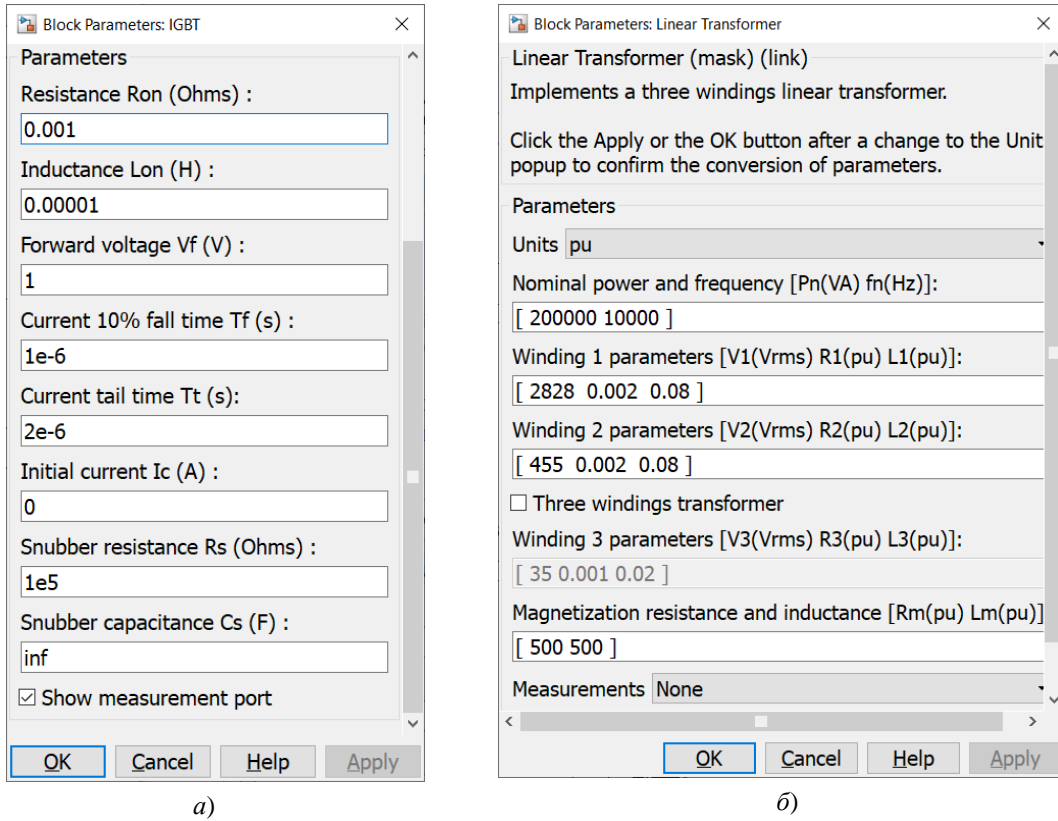 Block Parameters: IGBT
Parameters
Resistance Ron (Ohms) :
0.001
Inductance Lon (H) :
0.00001
Forward voltage Vf (V) :
1
Current 10% fall time Tf (s) :
1e-6
Current tail time Tt (s):
2e-6
Initial current Ic (A) :
0
Snubber resistance Rs (Ohms) :
1e5
Snubber capacitance Cs (F) :
inf
Show measurement port
OK Cancel Help Apply
а)
Block Parameters: Linear Transformer
Linear Transformer (mask) (link)
Implements a three windings linear transformer.
Click the Apply or the OK button after a change to the Unit
popup to confirm the conversion of parameters.
Parameters
Units pu
Nominal power and frequency [Pn(VA) fn(Hz)]:
[ 200000 10000 ]
Winding 1 parameters [V1(Vrms) R1(pu) L1(pu)]:
[ 2828 0.002 0.08 ]
Winding 2 parameters [V2(Vrms) R2(pu) L2(pu)]:
[ 455 0.002 0.08 ]
Three windings transformer
Winding 3 parameters [V3(Vrms) R3(pu) L3(pu)]:
[ 35 0.001 0.02 ]
Magnetization resistance and inductance [Rm(pu) Lm(pu)]
[ 500 500 ]
Measurements None
OK Cancel Help Apply
б)